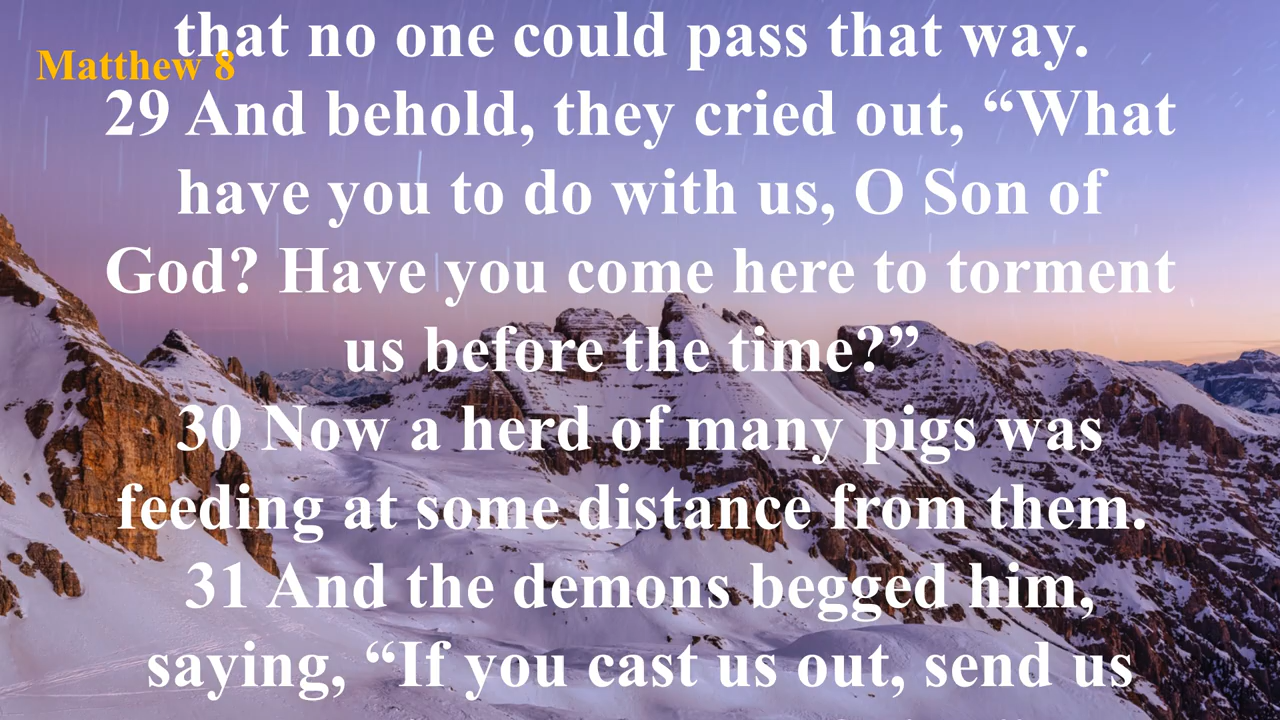 that no one could pass that way.
Matthew 8
29 And behold, they cried out, “What
have you to do with us, O Son of
God? Have you come here to torment
us before the time?”
30 Now a herd of many pigs was
feeding at some distance from them.
31 And the demons begged him,
saying, “If you cast us out, send us